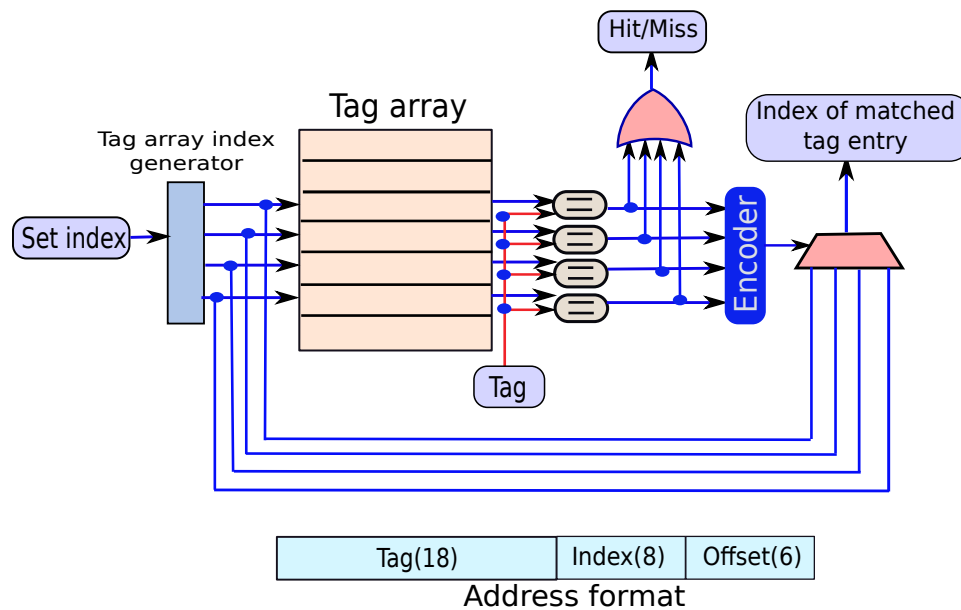 Hit/Miss
Tag array
Index of matched
tag entry
Tag array index
generator
Set index
Encoder
Tag
Tag(18)
Index(8)
Offset(6)
Address format